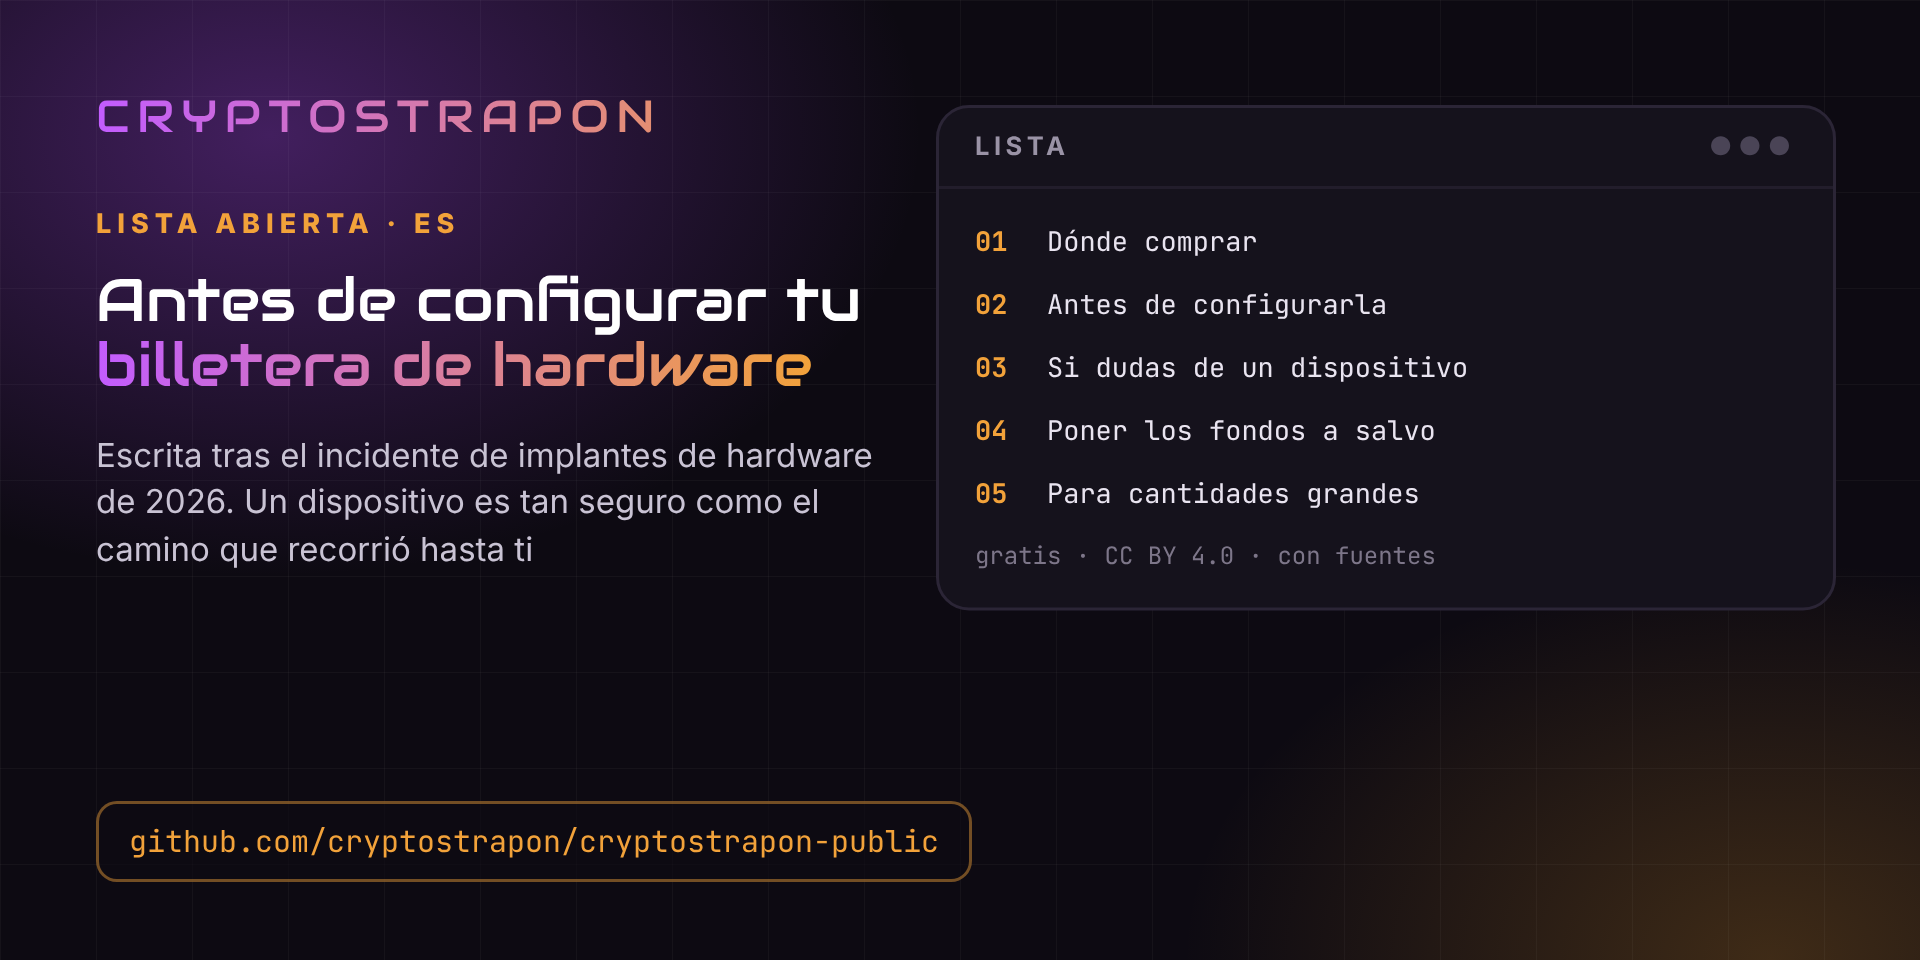 CRYPTOSTRAPON
LISTA ABIERTA · ES
Antes de configurar tu
billetera de hardware
Escrita tras el incidente de implantes de hardware
de 2026. Un dispositivo es tan seguro como el
camino que recorrió hasta ti
LISTA
01 Dónde comprar
02 Antes de configurarla
03 Si dudas de un dispositivo
04 Poner los fondos a salvo
05 Para cantidades grandes
gratis · CC BY 4.0 · con fuentes
github.com/cryptostrapon/cryptostrapon-public